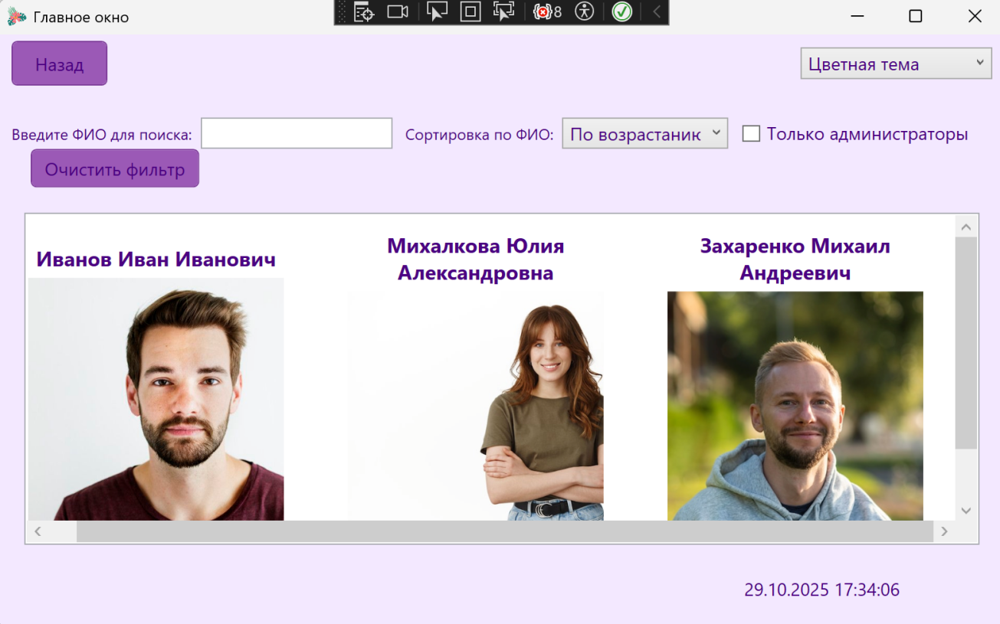 Главное окно
8
Назад
Цветная тема
Введите ФИО для поиска:
Сортировка по ФИО:
По возрастаник
Только администраторы
Очистить фильтр
Иванов Иван Иванович
Михалкова Юлия
Александровна
Захаренко Михаил
Андреевич
29.10.2025 17:34:06